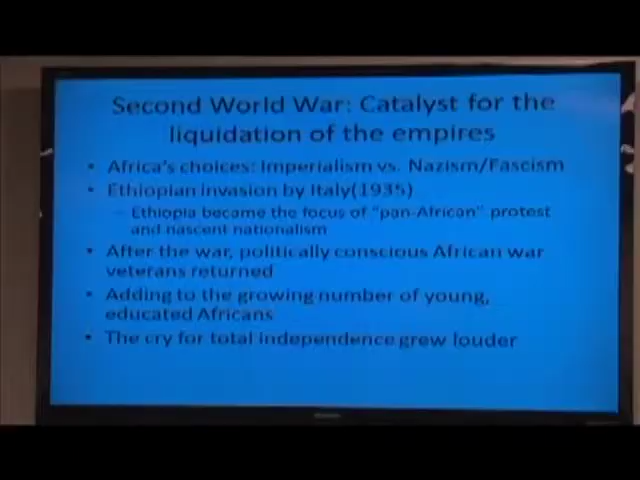 Second World War: Catalyst for the
liquidation of the empires
• Africa's choices: Imperialism vs. Nazism/Fascism
• Ethiopian invasion by Italy(1935)
– Ethiopia became the focus of "pan-African" protest
and nascent nationalism
• After the war, politically conscious African war
veterans returned
• Adding to the growing number of young,
educated Africans
• The cry for total independence grew louder